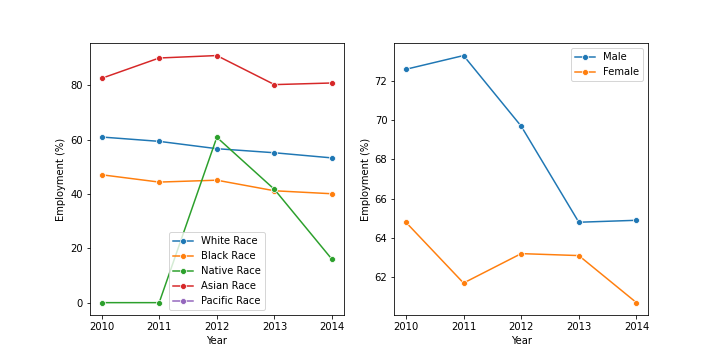 Employment (%)
80
60
40
20
0
White Race
Black Race
Native Race
Asian Race
Pacific Race
2010 2011 2012 2013 2014
Year
Employment (%)
72
70
68
66
64
62
Male
Female
2010 2011 2012 2013 2014
Year